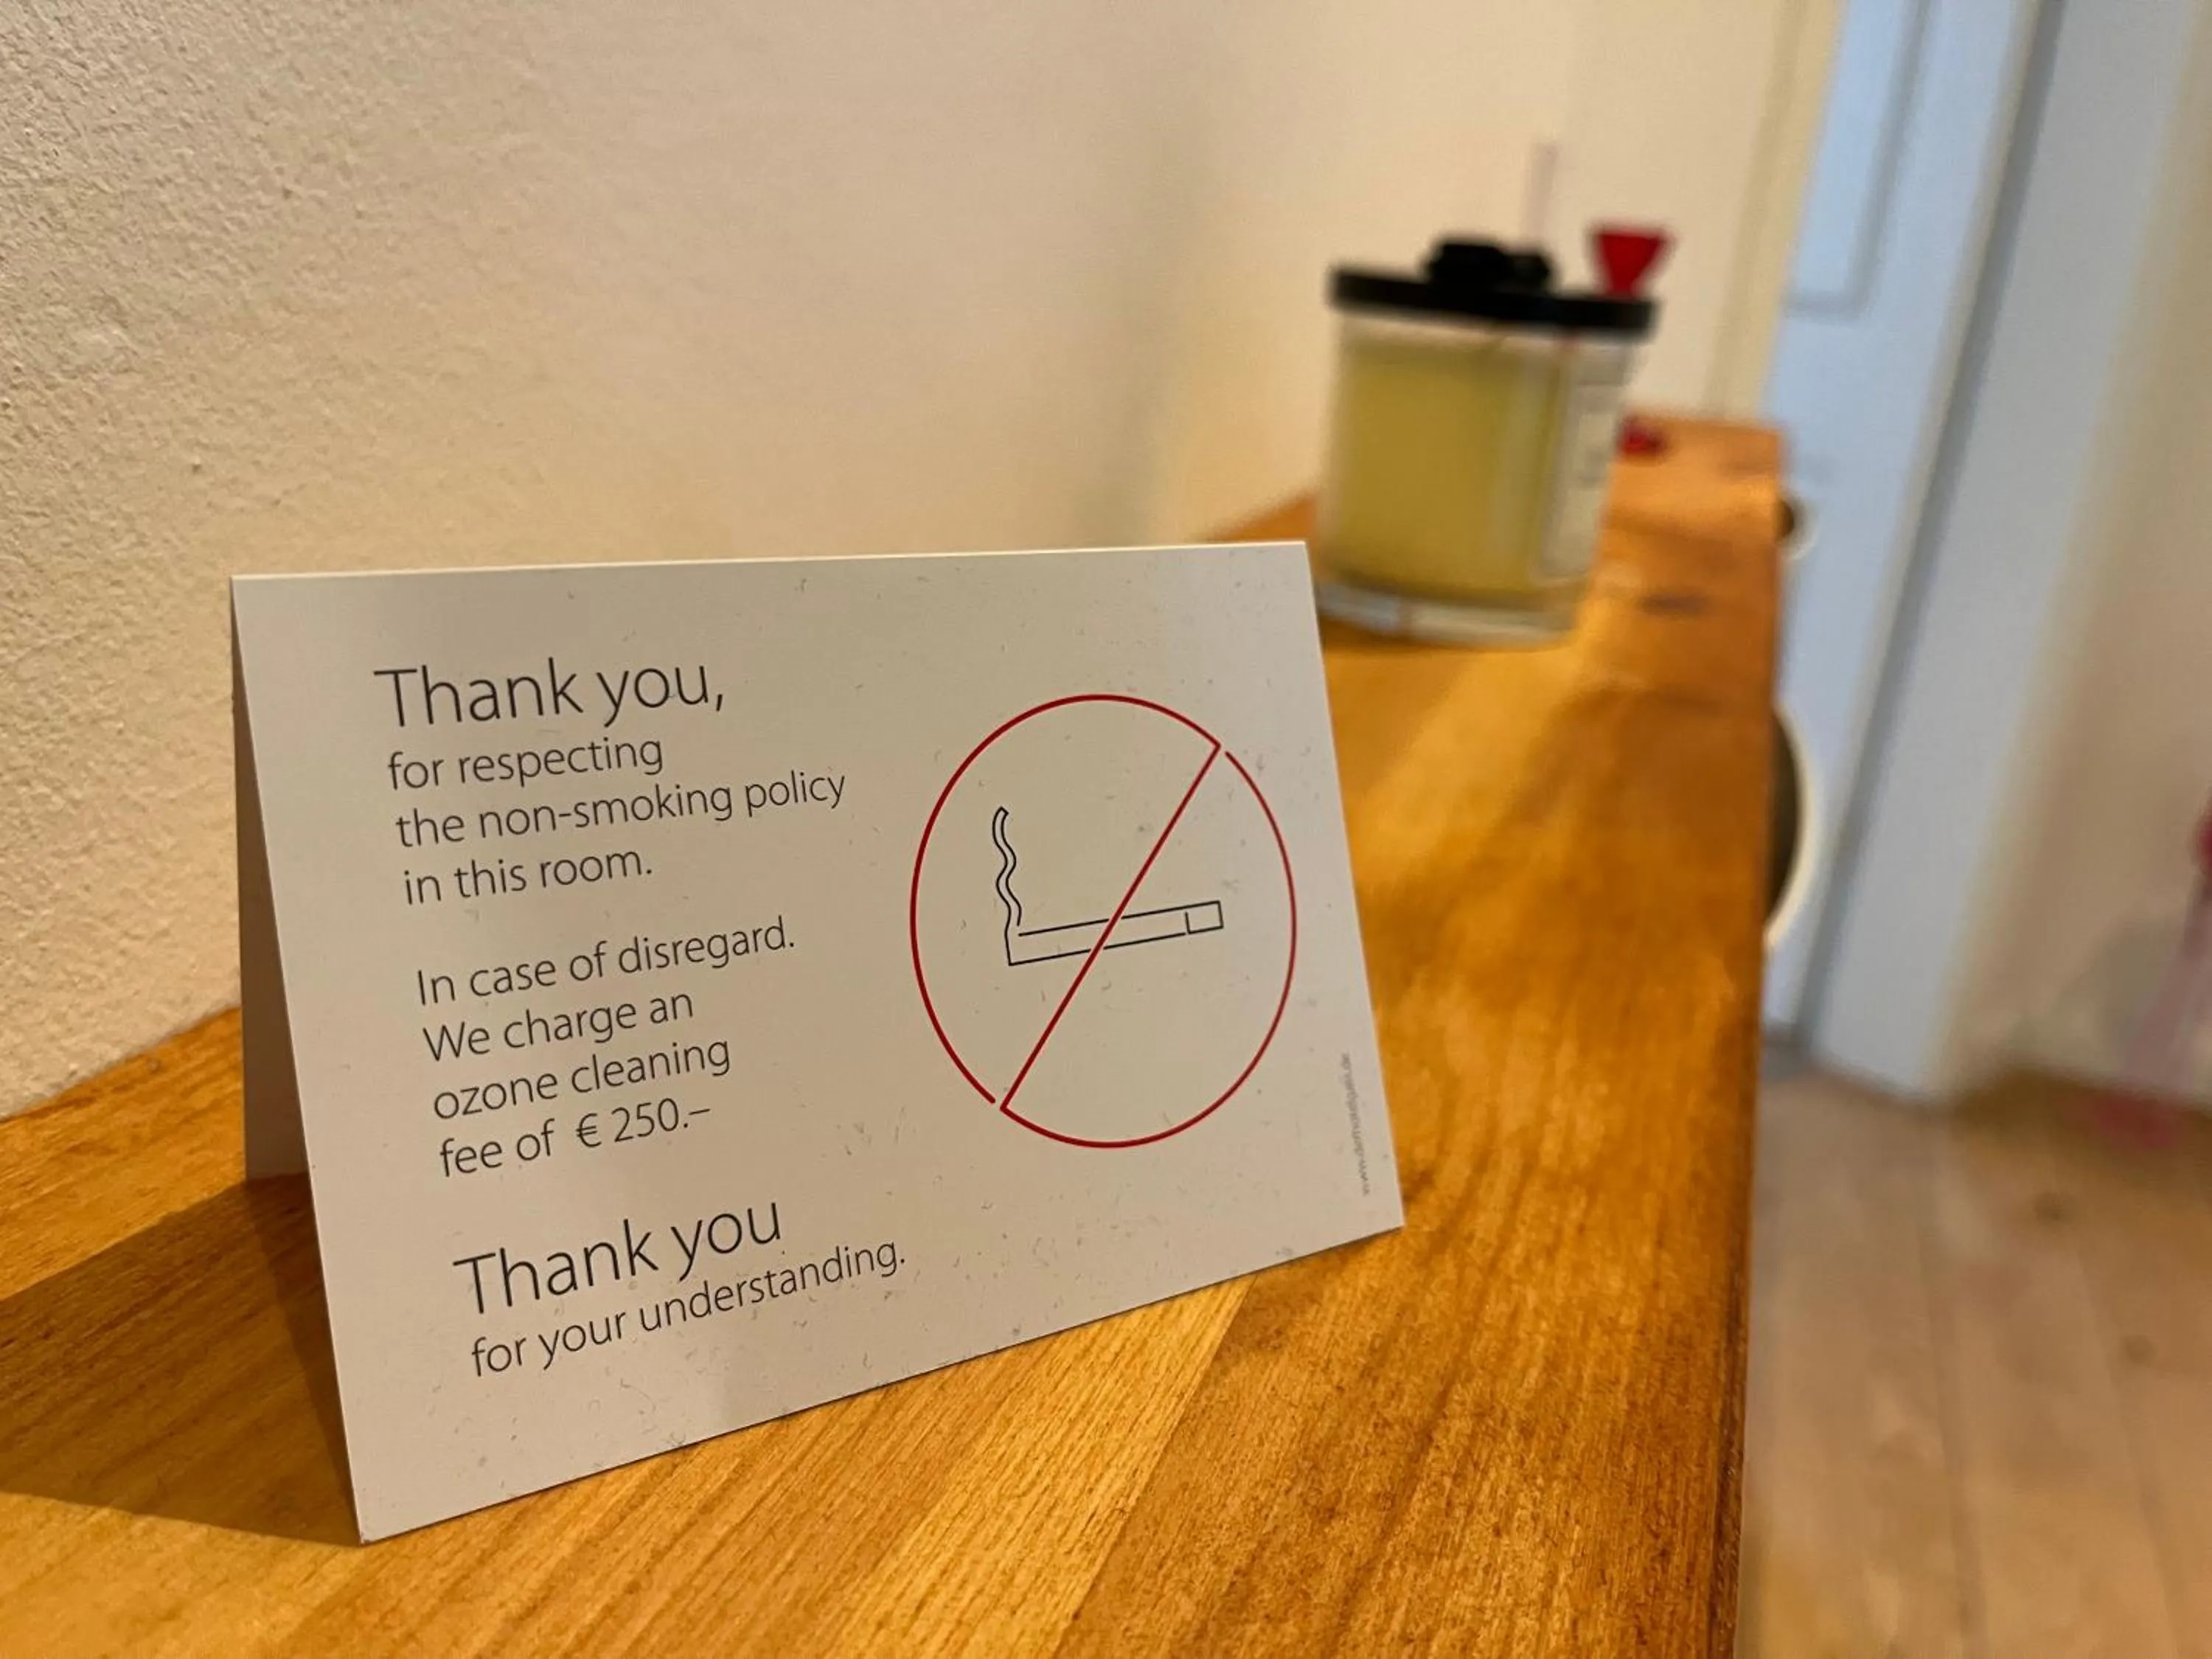 Thank you,
for respecting
the non-smoking policy
in this room.
In case of disregard.
We charge an
ozone cleaning
fee of € 250.–
Thank you
for your understanding.